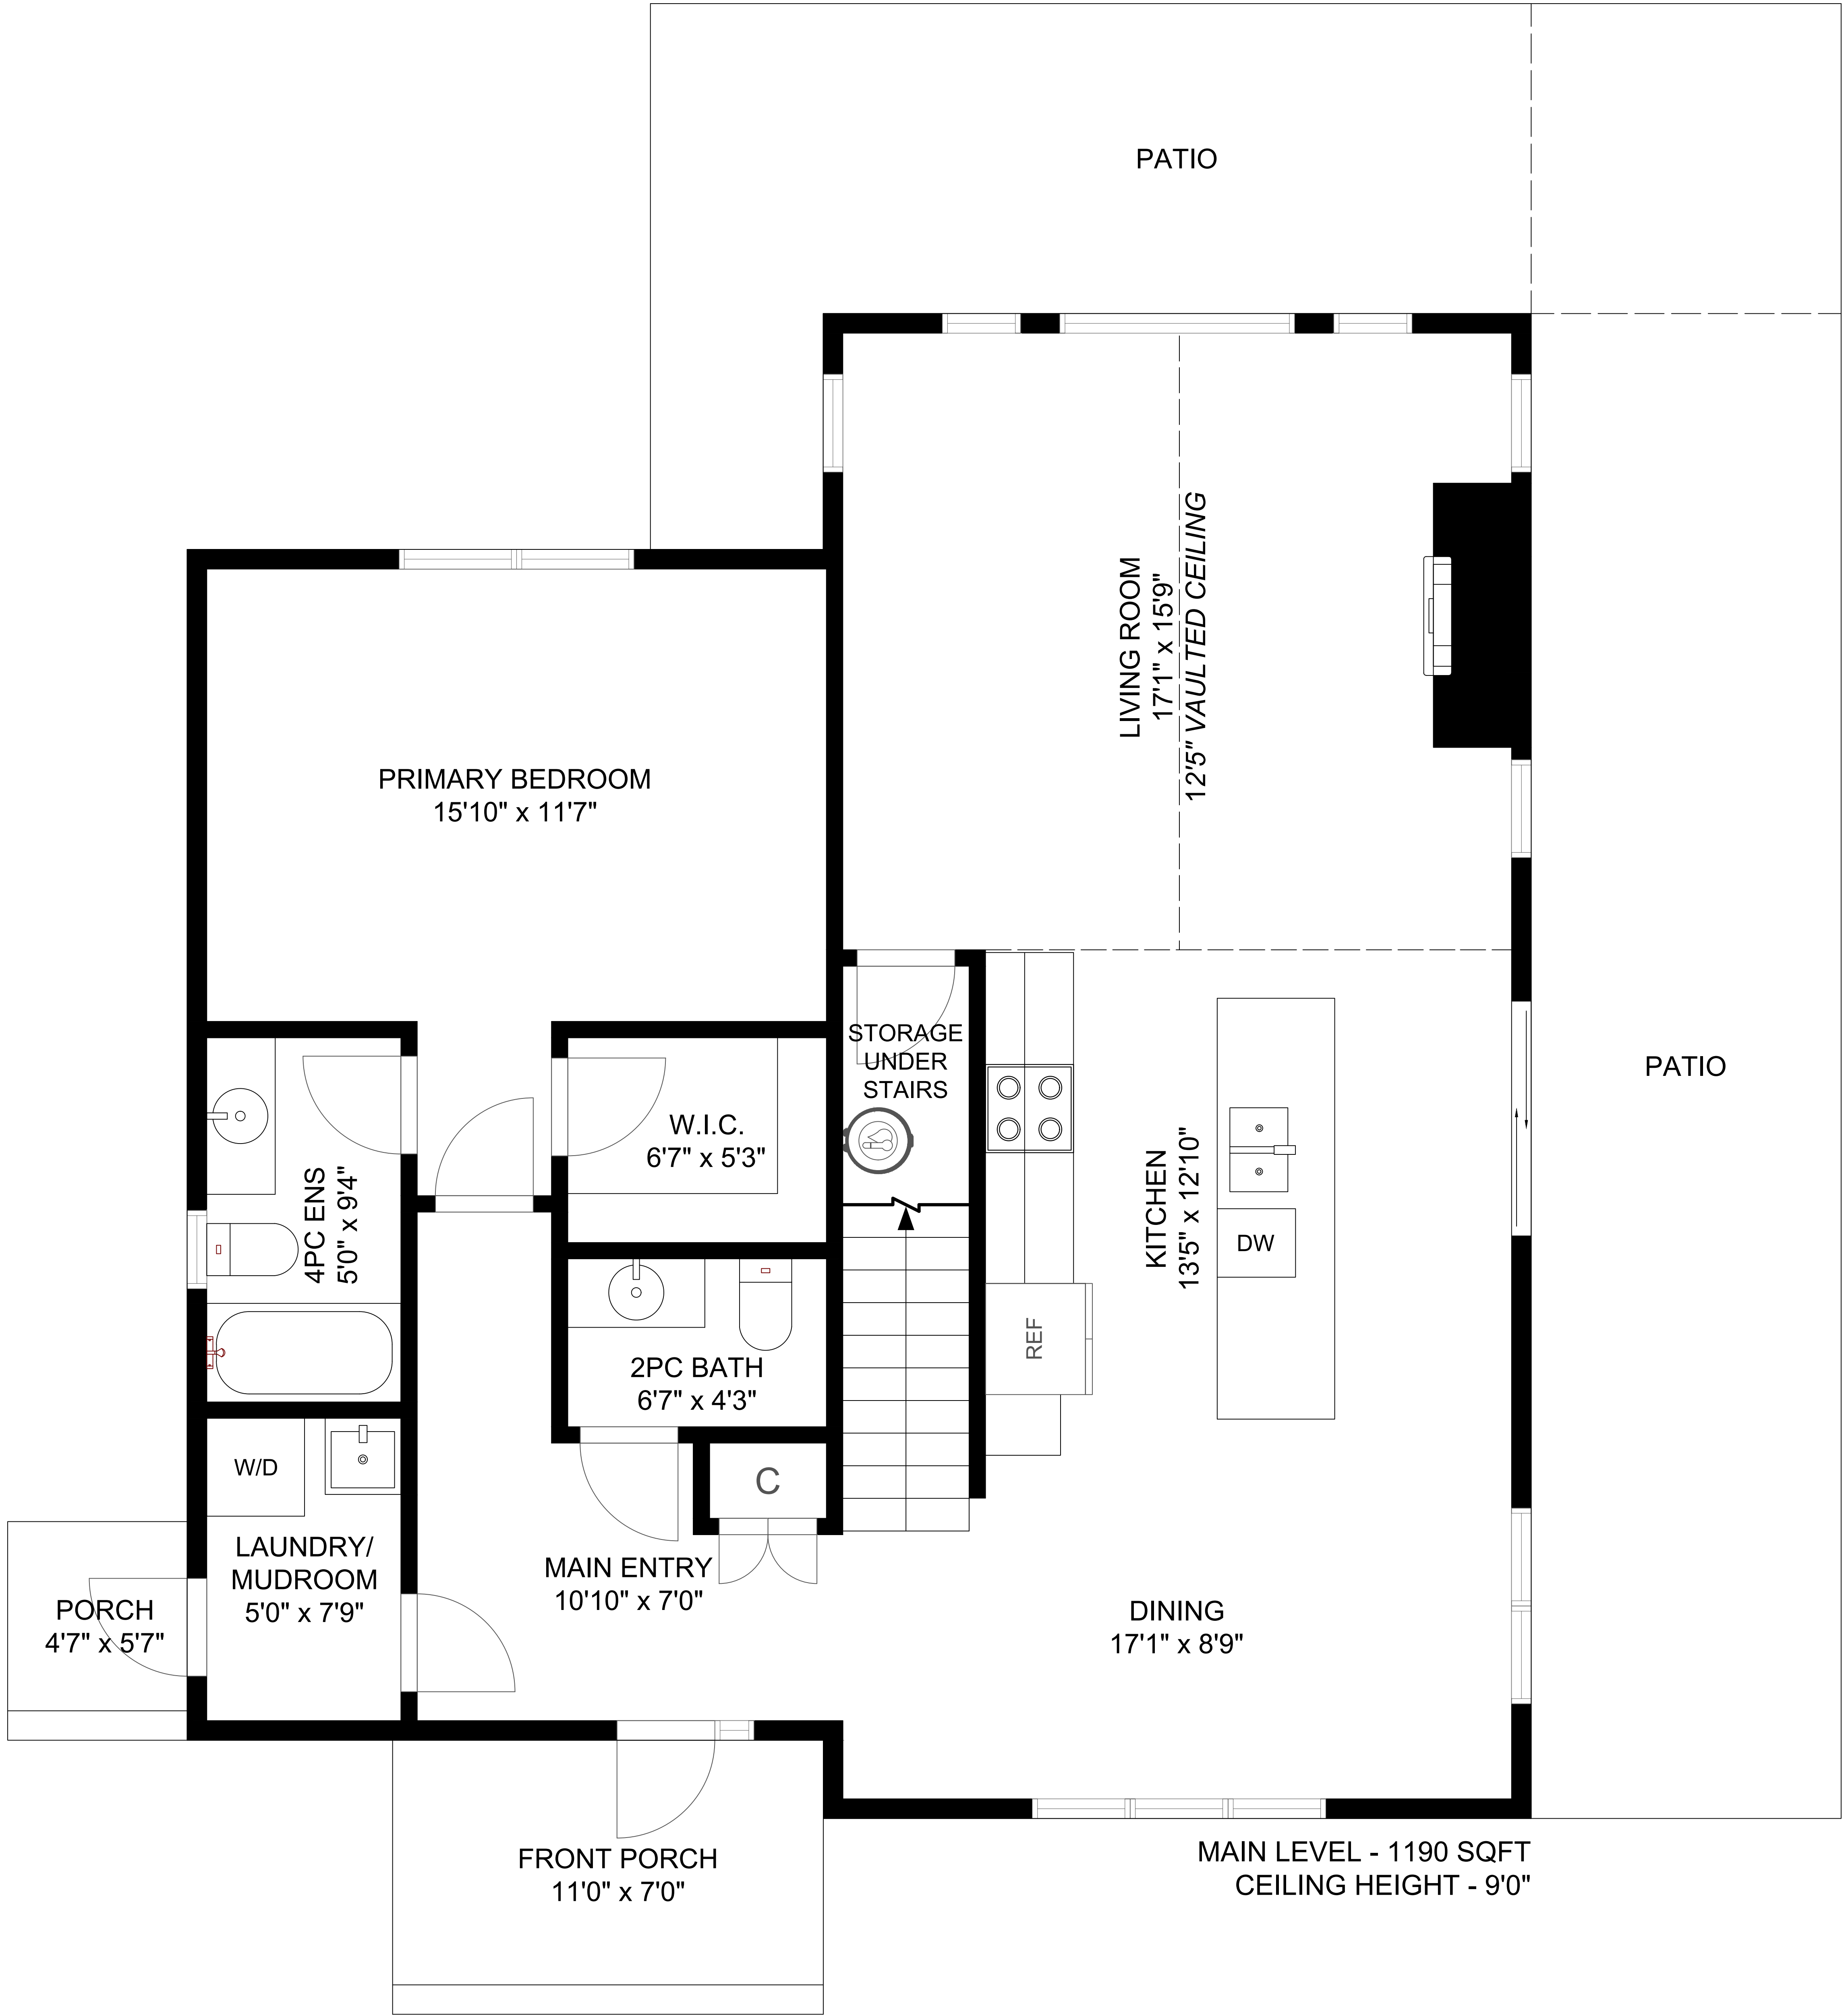 PATIO
LIVING ROOM
17'1" x 15'9"
12'5" VAULTED CEILING
PRIMARY BEDROOM
15'10" x 11'7"
STORAGE
UNDER
STAIRS
PATIO
W.I.C.
6'7" x 5'3"
4PC ENS
5'0" x 9'4"
KITCHEN
13'5" x 12'10"
DW
REF
2PC BATH
6'7" x 4'3"
W/D
C
LAUNDRY/
MUDROOM
5'0" x 7'9"
MAIN ENTRY
10'10" x 7'0"
PORCH
4'7" x 5'7"
DINING
17'1" x 8'9"
FRONT PORCH
11'0" x 7'0"
MAIN LEVEL - 1190 SQFT
CEILING HEIGHT - 9'0"